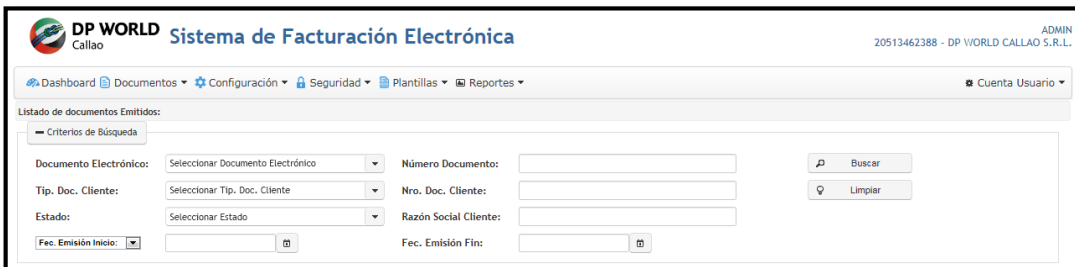 DP WORLD
Callao
Sistema de Facturación Electrónica
ADMIN
20513462388 - DP WORLD CALLAO S.R.L.
Dashboard Documentos Configuración Seguridad Plantillas Reportes Cuenta Usuario
Listado de documentos Emitidos:
Criterios de Búsqueda
Documento Electrónico: Seleccionar Documento Electrónico Número Documento: Buscar
Tip. Doc. Cliente: Seleccionar Tip. Doc. Cliente Nro. Doc. Cliente: Limpiar
Estado: Seleccionar Estado Razón Social Cliente:
Fec. Emisión Inicio: Fec. Emisión Fin: